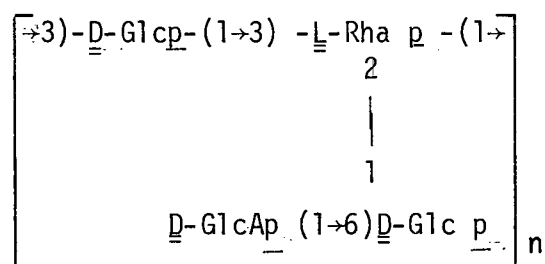 →3)-D-Glcp-(1→3) -L-Rha p -(1→
2
1
D-GlcAp (1→6)D-Glc p
n